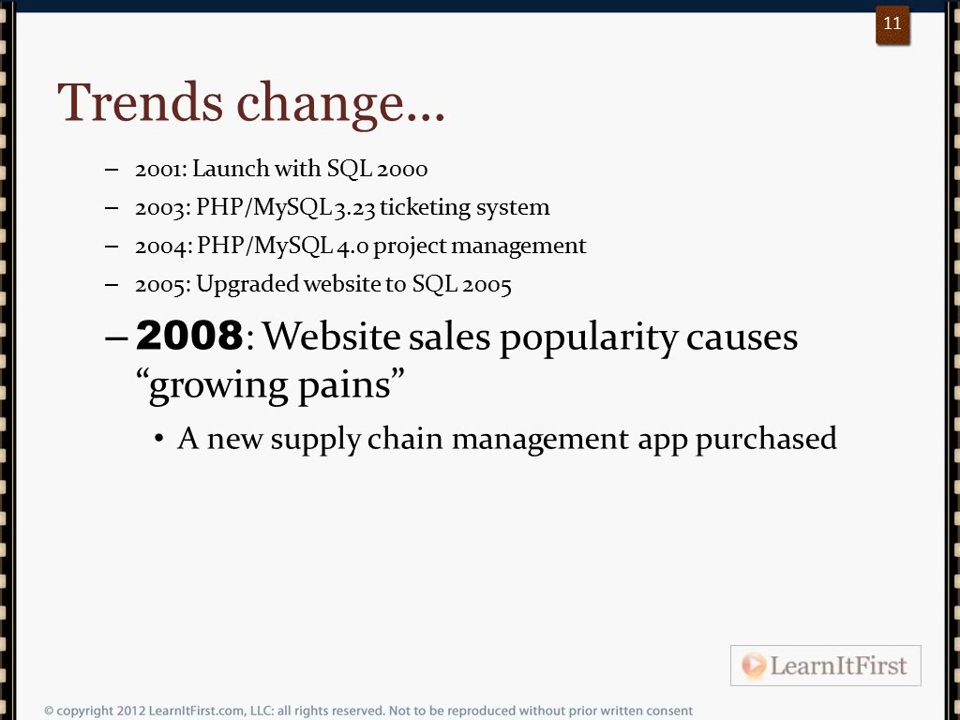 11
Trends change...
– 2001: Launch with SQL 2000
– 2003: PHP/MySQL 3.23 ticketing system
– 2004: PHP/MySQL 4.0 project management
– 2005: Upgraded website to SQL 2005
– 2008: Website sales popularity causes
“growing pains”
• A new supply chain management app purchased
LearnItFirst
© copyright 2012 LearnItFirst.com, LLC: all rights reserved. Not to be reproduced without prior written consent